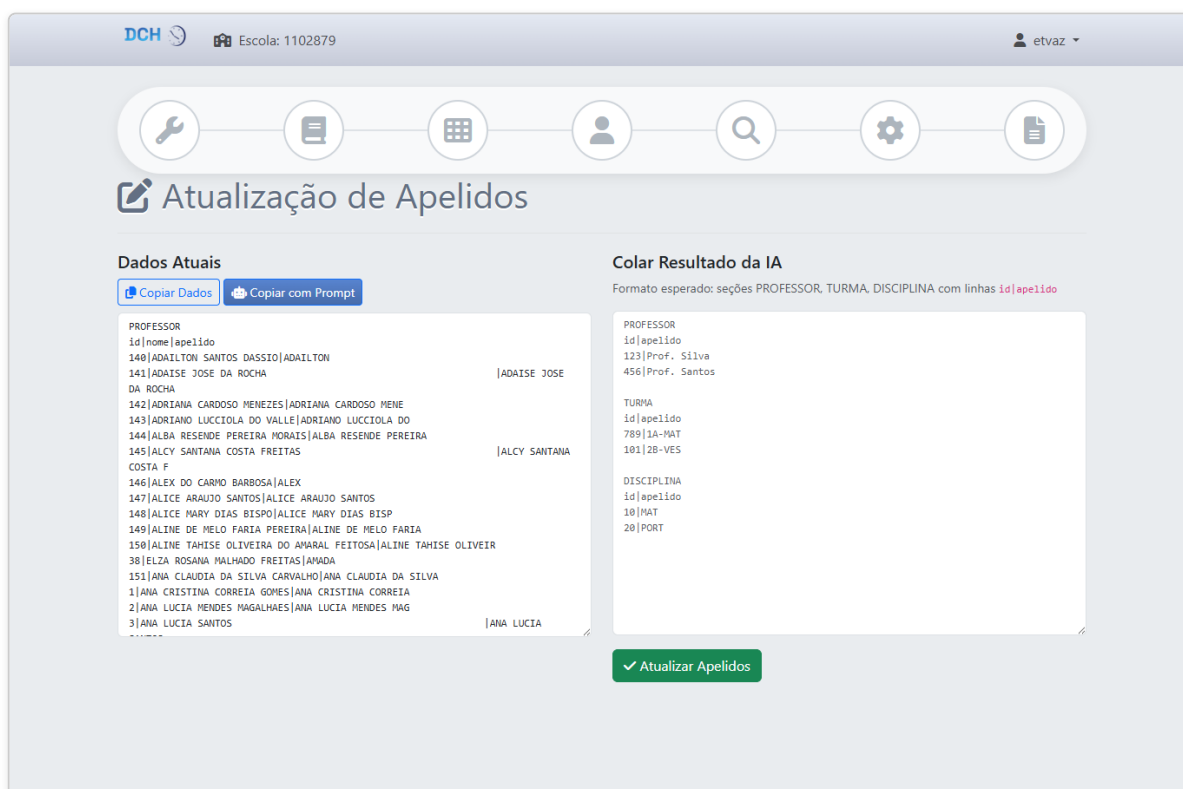 DCH
Escola: 1102879
etvaz
Atualização de Apelidos
Dados Atuais
Copiar Dados
Copiar com Prompt
PROFESSOR
id|nome|apelido
140|ADAILTON SANTOS DASSIO|ADAILTON
141|ADAISE JOSE DA ROCHA |ADAISE JOSE
DA ROCHA
142|ADRIANA CARDOSO MENEZES|ADRIANA CARDOSO MENE
143|ADRIANO LUCCIOLA DO VALLE|ADRIANO LUCCIOLA DO
144|ALBA RESENDE PEREIRA MORAIS|ALBA RESENDE PEREIRA
145|ALCY SANTANA COSTA FREITAS |ALCY SANTANA
COSTA F
146|ALEX DO CARMO BARBOSA|ALEX
147|ALICE ARAUJO SANTOS|ALICE ARAUJO SANTOS
148|ALICE MARY DIAS BISPO|ALICE MARY DIAS BISP
149|ALINE DE MELO FARIA PEREIRA|ALINE DE MELO FARIA
150|ALINE TAHISE OLIVEIRA DO AMARAL FEITOSA|ALINE TAHISE OLIVEIR
38|ELZA ROSANA MALHADO FREITAS|AMADA
151|ANA CLAUDIA DA SILVA CARVALHO|ANA CLAUDIA DA SILVA
1|ANA CRISTINA CORREIA GOMES|ANA CRISTINA CORREIA
2|ANA LUCIA MENDES MAGALHAES|ANA LUCIA MENDES MAG
3|ANA LUCIA SANTOS |ANA LUCIA
Colar Resultado da IA
Formato esperado: seções PROFESSOR, TURMA, DISCIPLINA com linhas id|apelido
PROFESSOR
id|apelido
123|Prof. Silva
456|Prof. Santos
TURMA
id|apelido
789|1A-MAT
101|2B-VES
DISCIPLINA
id|apelido
10|MAT
20|PORT
Atualizar Apelidos